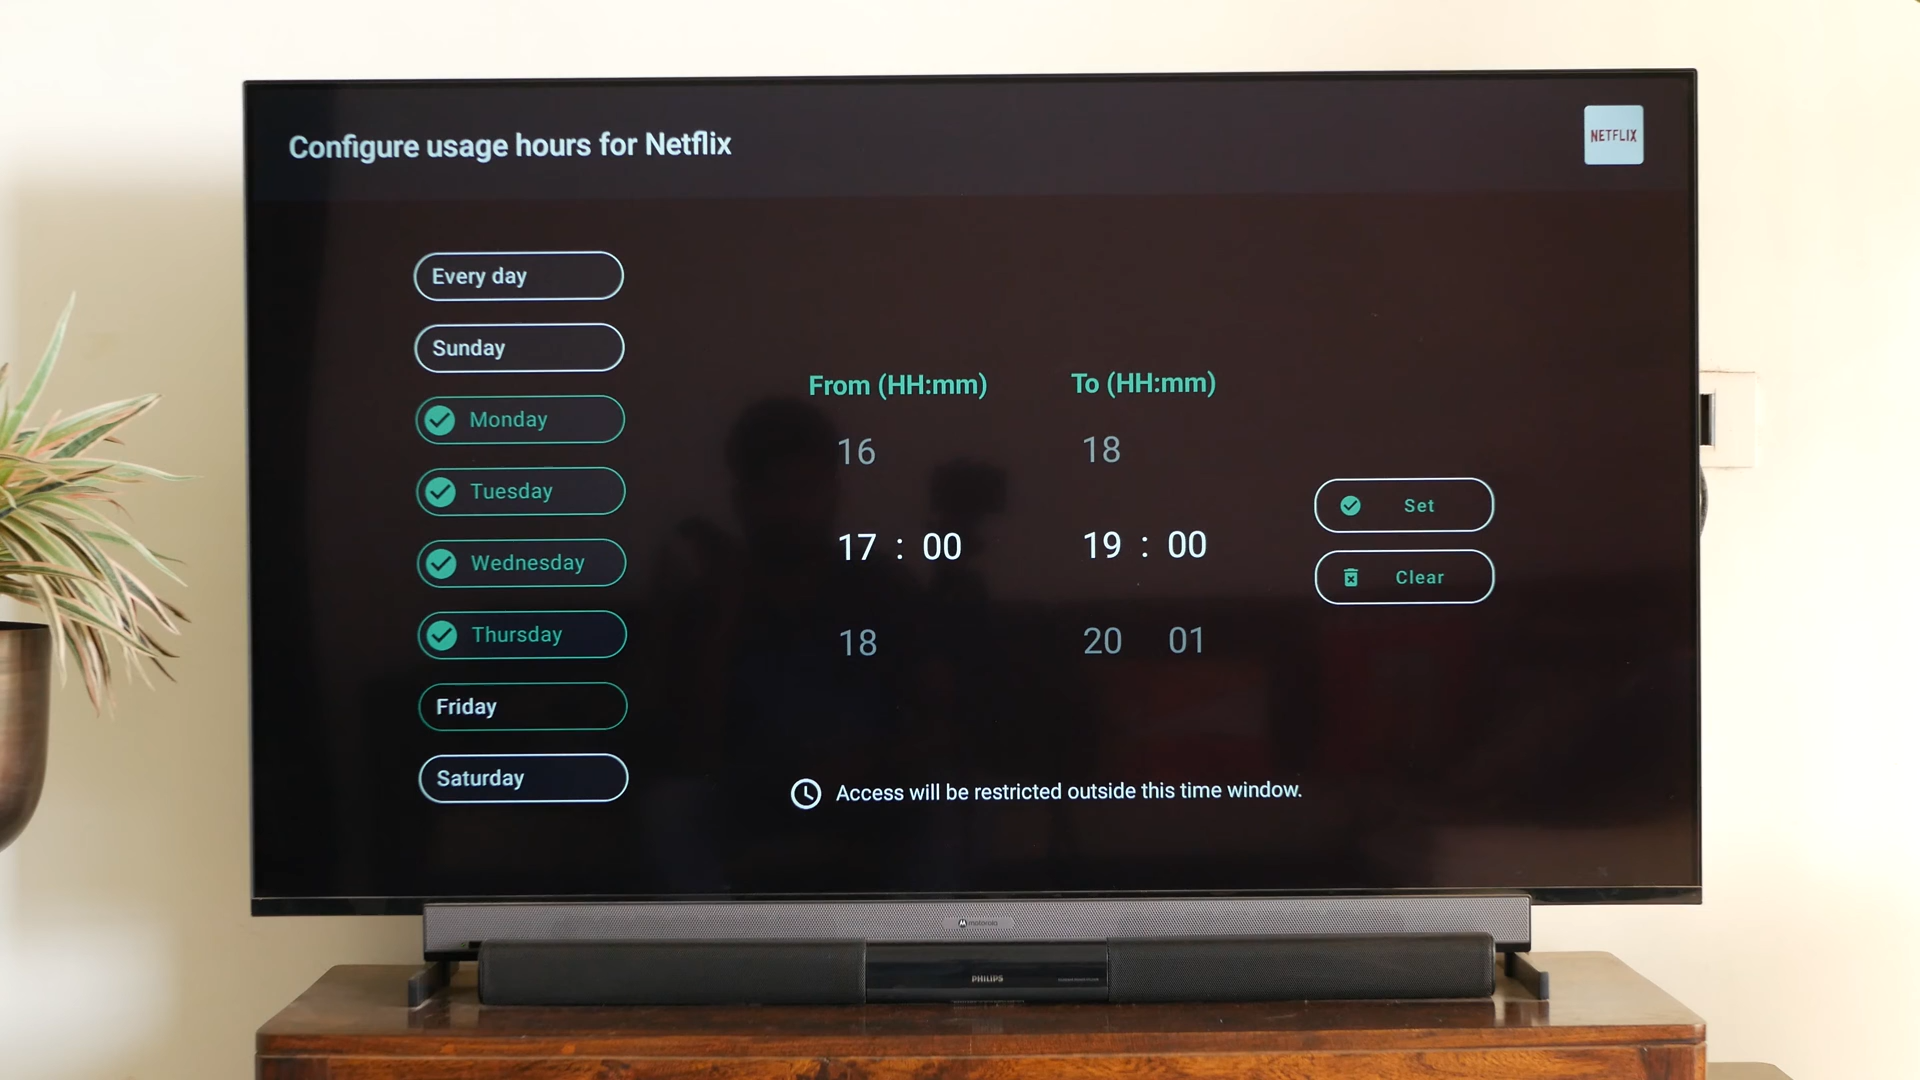 Configure usage hours for Netflix
NETFLIX
Every day
Sunday
Monday
Tuesday
Wednesday
Thursday
Friday
Saturday
From (HH:mm)
To (HH:mm)
16
18
17 : 00
19 : 00
18
20 01
Set
Clear
Access will be restricted outside this time window.
motorola
PHILIPS